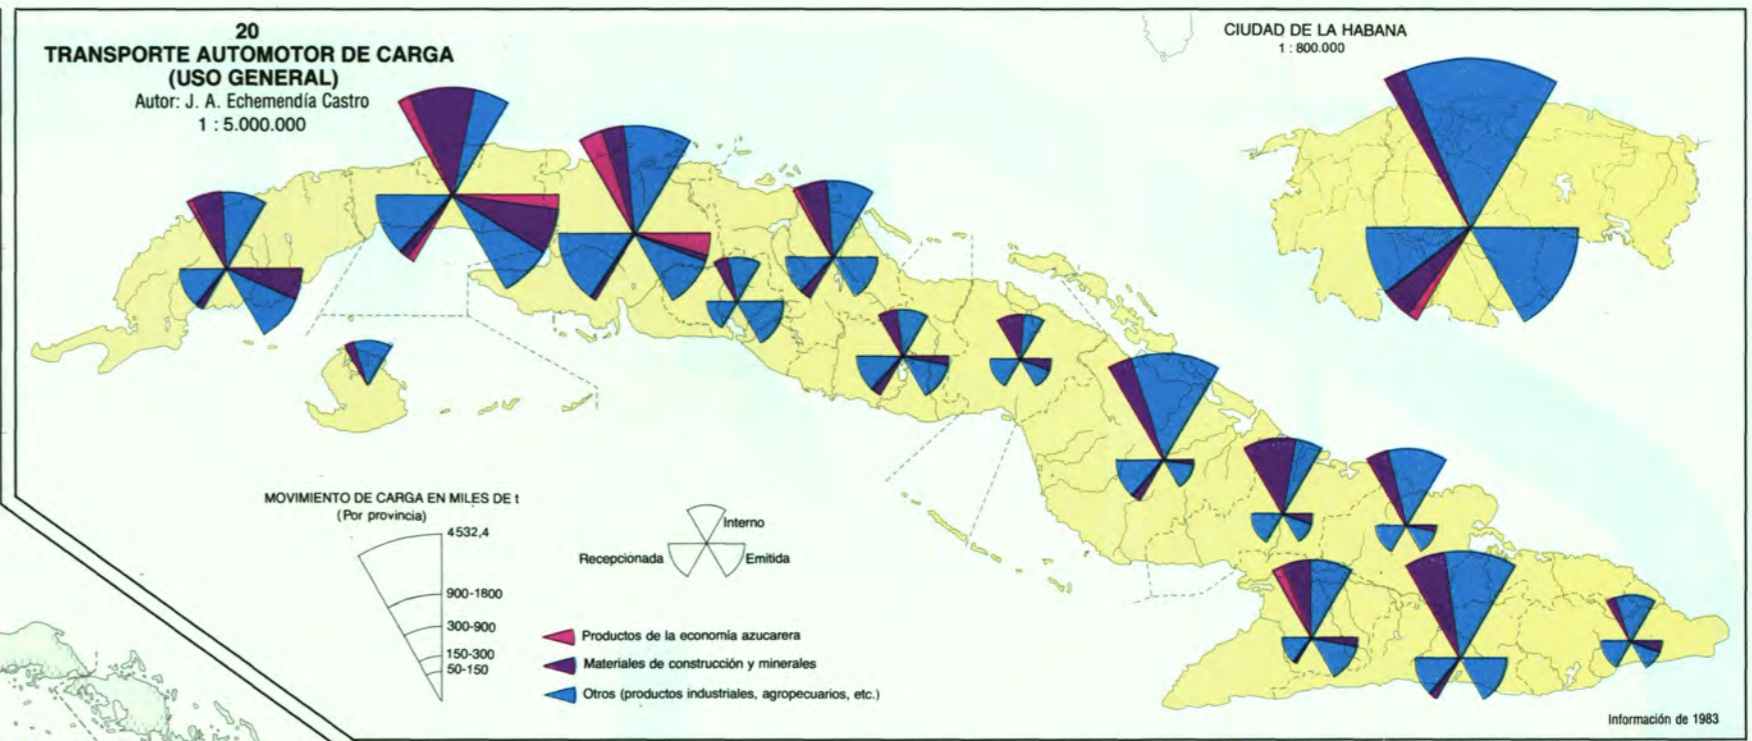 20
TRANSPORTE AUTOMOTOR DE CARGA
(USO GENERAL)
Autor: J. A. Echemendía Castro
1 : 5.000.000
CIUDAD DE LA HABANA
1 : 800.000
MOVIMIENTO DE CARGA EN MILES DE t
(Por provincia)
4532,4
900-1800
300-900
150-300
50-150
Interno
Recepcionada
Emitida
Productos de la economía azucarera
Materiales de construcción y minerales
Otros (productos industriales, agropecuarios, etc.)
Información de 1983